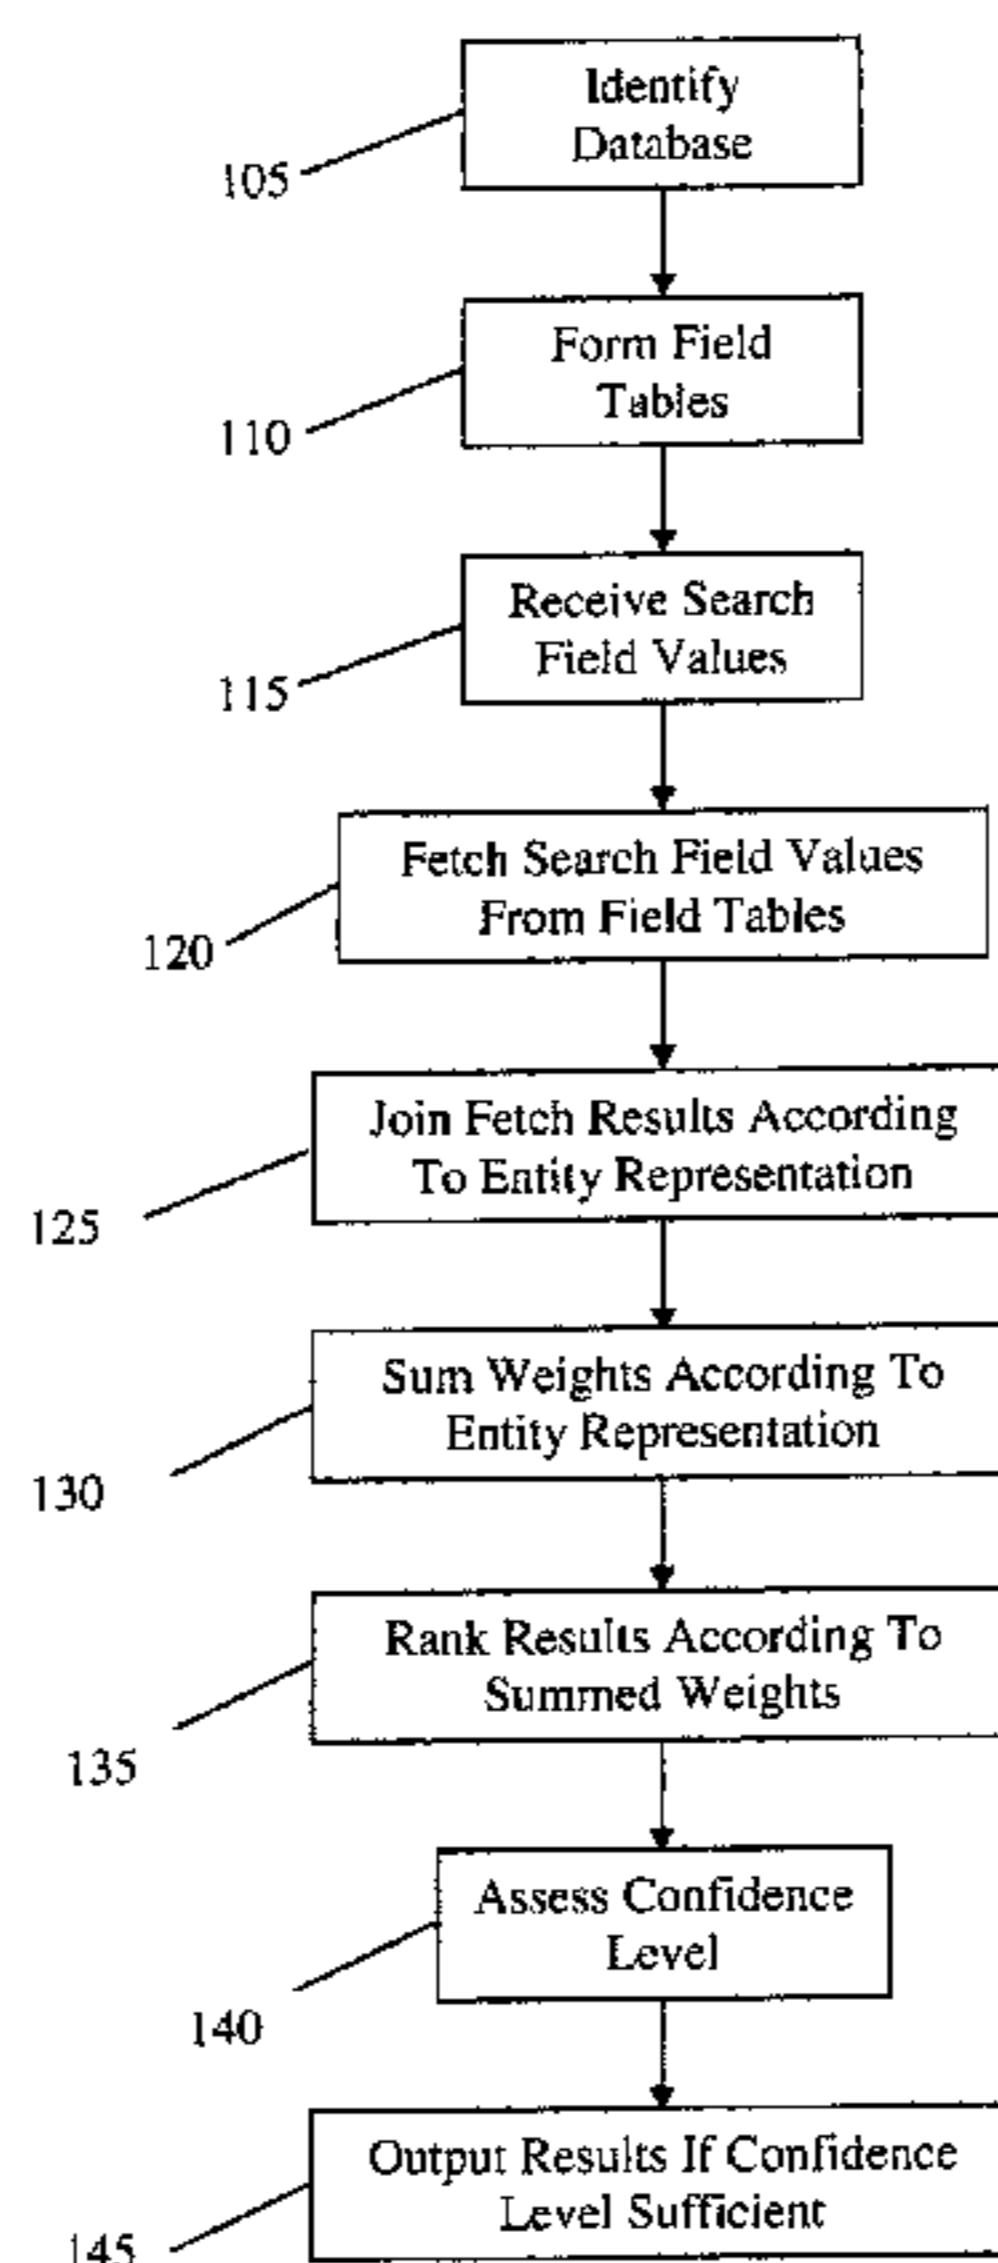 Identify
Database
105
Form Field
Tables
110
Receive Search
Field Values
115
Fetch Search Field Values
From Field Tables
120
Join Fetch Results According
To Entity Representation
125
Sum Weights According To
Entity Representation
130
Rank Results According To
Summed Weights
135
Assess Confidence
Level
140
Output Results If Confidence
Level Sufficient
145